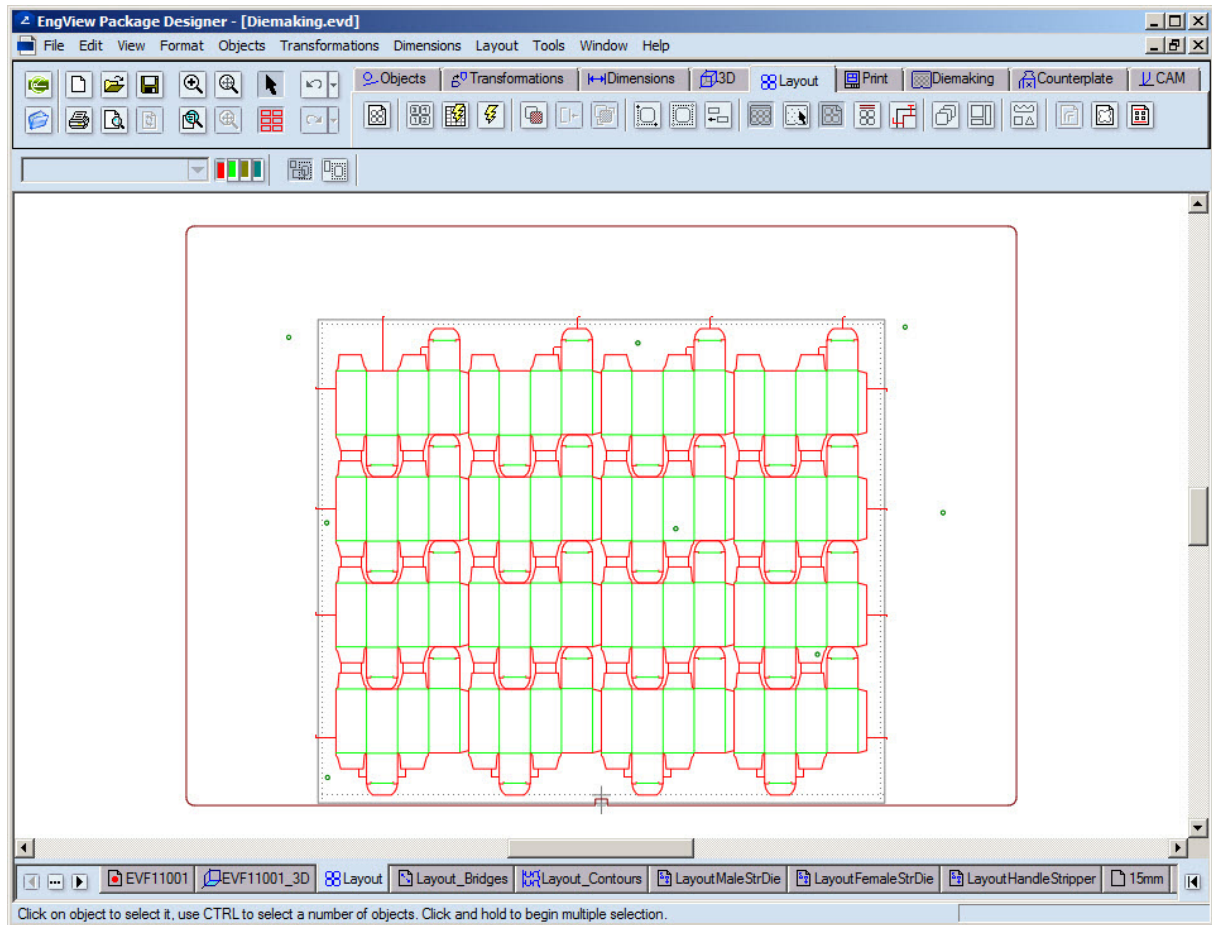 EngView Package Designer - [Diemaking.evd]
File Edit View Format Objects Transformations Dimensions Layout Tools Window Help
Objects Transformations Dimensions 3D Layout Print Diemaking Counterplate CAM
EVF11001 EVF11001_3D Layout Layout_Bridges Layout_Contours LayoutMaleStrDie LayoutFemaleStrDie LayoutHandleStripper 15mm
Click on object to select it, use CTRL to select a number of objects. Click and hold to begin multiple selection.